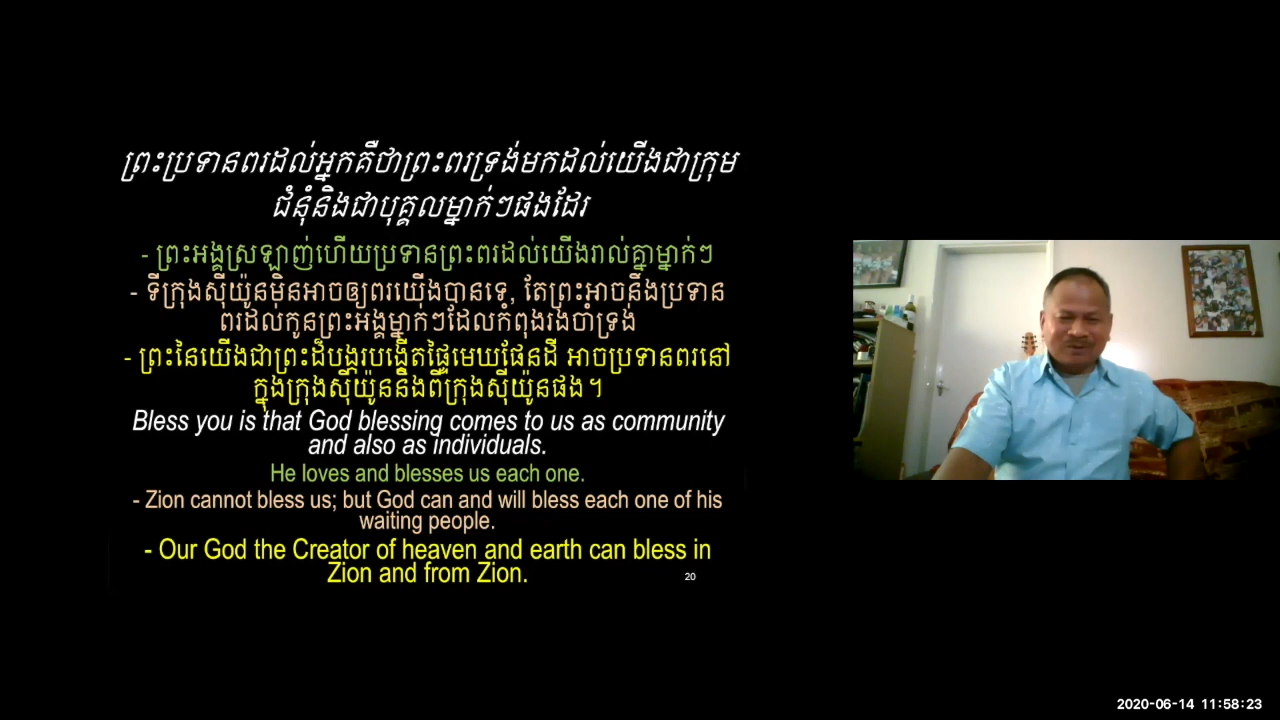 ព្រះប្រទានពរដល់អ្នកគឺថាព្រះពរទ្រង់មកដល់យើងជាក្រុម
ជំនុំនិងជាបុគ្គលម្នាក់ៗផងដែរ
- ព្រះអង្គស្រឡាញ់ហើយប្រទានព្រះពរដល់យើងរាល់គ្នាម្នាក់ៗ
- ទីក្រុងស៊ីយ៉ូនមិនអាចឲ្យពរយើងបានទេ, តែព្រះអាចនឹងប្រទាន
ពរដល់កូនព្រះអង្គម្នាក់ៗដែលកំពុងរង់ចាំទ្រង់
- ព្រះនៃយើងជាព្រះដ៏បង្ករបង្កើតផ្ទៃមេឃផែនដី អាចប្រទានពរនៅ
ក្នុងក្រុងស៊ីយ៉ូននិងពីក្រុងស៊ីយ៉ូនផង។
Bless you is that God blessing comes to us as community
and also as individuals.
He loves and blesses us each one.
- Zion cannot bless us; but God can and will bless each one of his
waiting people.
- Our God the Creator of heaven and earth can bless in
Zion and from Zion.
20
2020-06-14 11:58:23